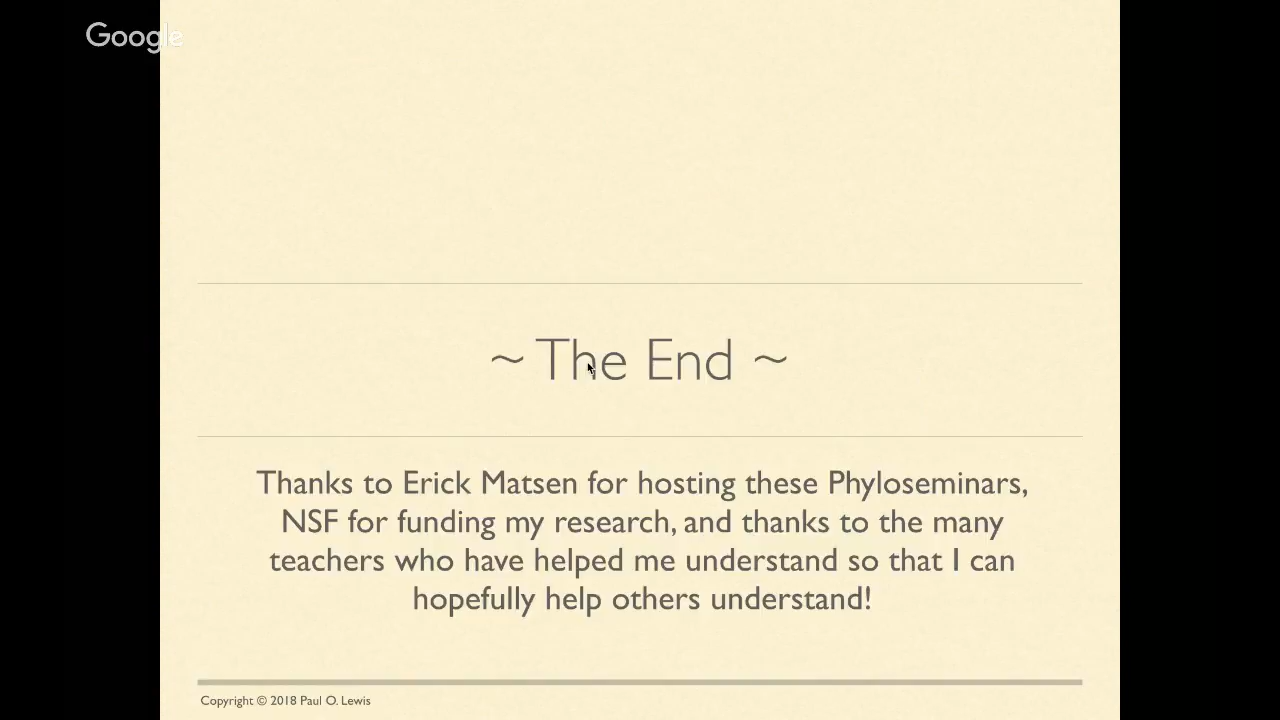 Google
~ The End ~
Thanks to Erick Matsen for hosting these Phyloseminars,
NSF for funding my research, and thanks to the many
teachers who have helped me understand so that I can
hopefully help others understand!
Copyright © 2018 Paul O. Lewis